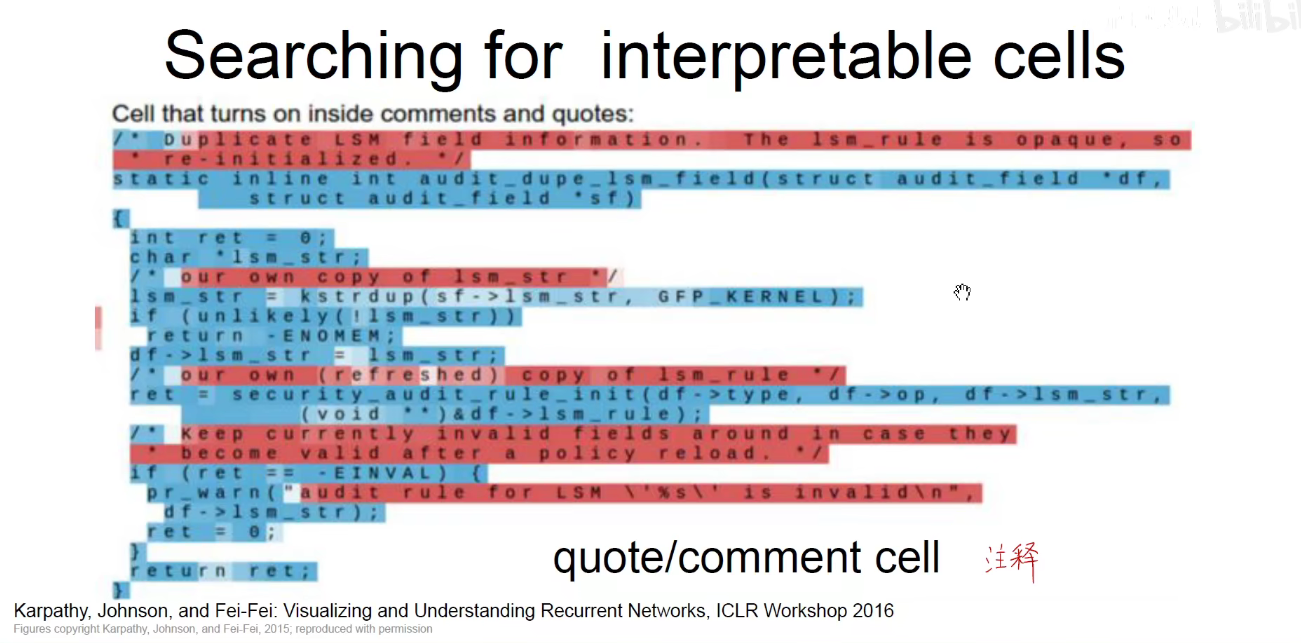 bilibili
Searching for interpretable cells
Cell that turns on inside comments and quotes:
/* Duplicate LSM field information. The lsm_rule is opaque, so
* re-initialized. */
static inline int audit_dupe_lsm_field(struct audit_field *df,
struct audit_field *sf)
{
int ret = 0;
char *lsm_str;
/* our own copy of lsm_str */
lsm_str = kstrdup(sf->lsm_str, GFP_KERNEL);
if (unlikely(!lsm_str))
return -ENOMEM;
df->lsm_str = lsm_str;
/* our own (refreshed) copy of lsm_rule */
ret = security_audit_rule_init(df->type, df->op, df->lsm_str,
(void **)&df->lsm_rule);
/* Keep currently invalid fields around in case they
* become valid after a policy reload. */
if (ret == -EINVAL) {
pr_warn("audit rule for LSM \'%s\' is invalid\n",
df->lsm_str);
ret = 0;
}
return ret;
}
quote/comment cell 注释
Karpathy, Johnson, and Fei-Fei: Visualizing and Understanding Recurrent Networks, ICLR Workshop 2016
Figures copyright Karpathy, Johnson, and Fei-Fei, 2015; reproduced with permission